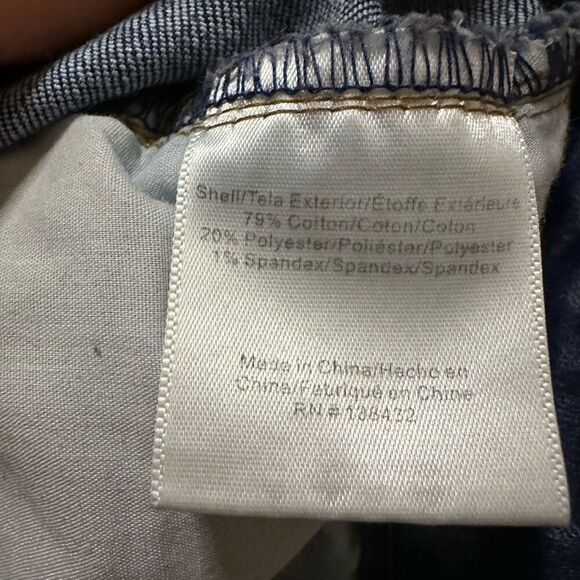 Shell/Tela Exterior/Étoffe Extérieure
79% Cotton/Coton/Colon
20% Polyester/Poliéster/Polyester
1% Spandex/Spandex/Spandex
Made in China/Hecho en
China/Fabriqué en Chine
RN # 138432